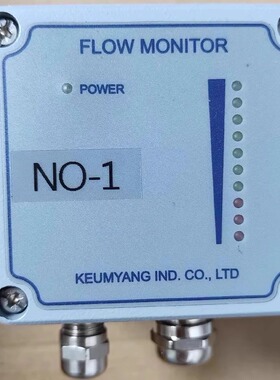 FLOW MONITOR
POWER
NO-1
KEUMYANG IND. CO., LTD